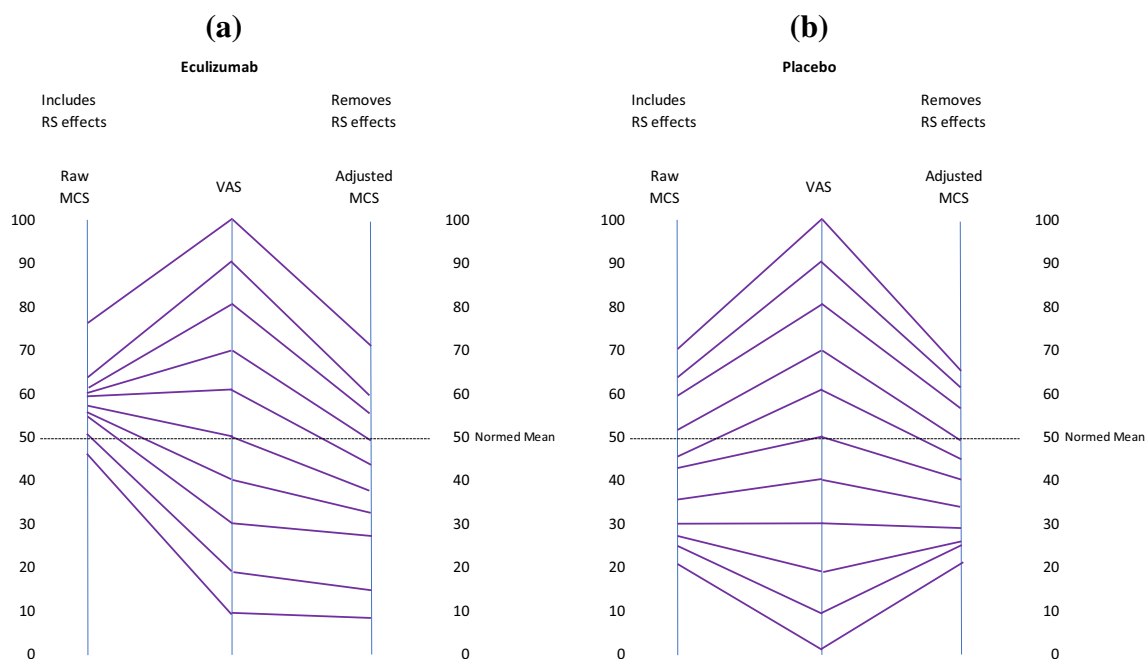 (a)
Eculizumab
Includes
RS effects
Removes
RS effects
Raw
MCS
VAS
Adjusted
MCS
100
90
80
70
60
50
40
30
20
10
0
100
90
80
70
60
50 Normed Mean
40
30
20
10
0
(b)
Placebo
Includes
RS effects
Removes
RS effects
Raw
MCS
VAS
Adjusted
MCS
100
90
80
70
60
50
40
30
20
10
0
100
90
80
70
60
50 Normed Mean
40
30
20
10
0